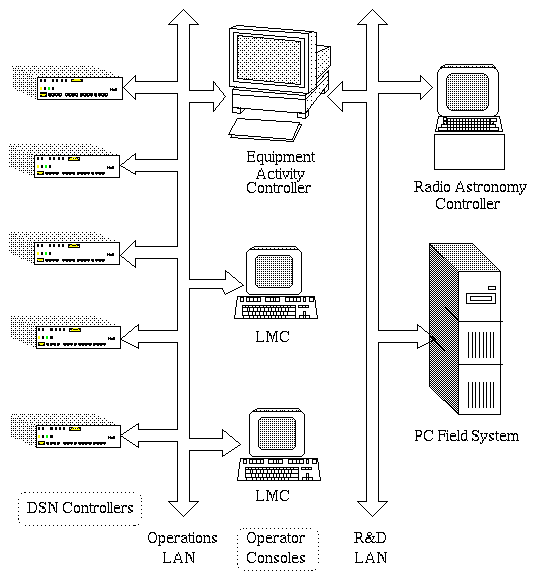 Equipment
Activity
Controller
Radio Astronomy
Controller
LMC
PC Field System
LMC
DSN Controllers
Operations
LAN
Operator
Consoles
R&D
LAN